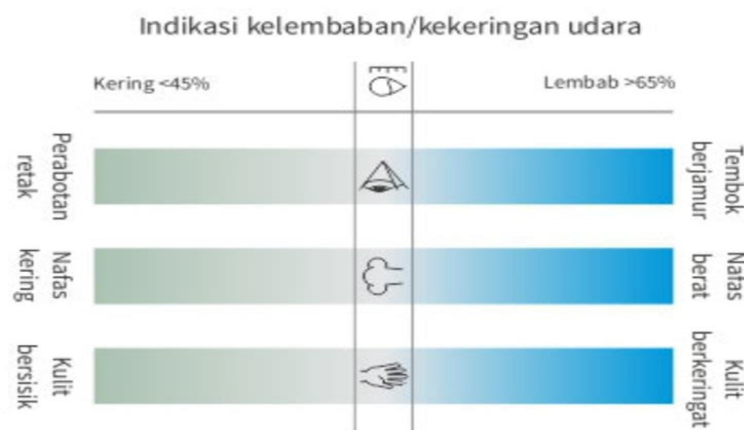 Indikasi kelembaban/kekeringan udara
Kering <45%
Lembab >65%
Perabotan
retak
Tembok
berjamur
Nafas
kering
Natas
berat
Kulit
bersisik
Kulit
berkeringat